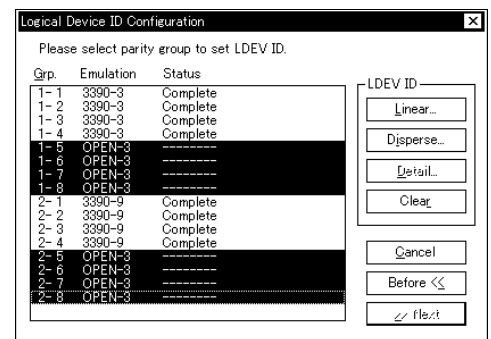 Logical Device ID Configuration
Please select parity group to set LDEV ID.
Grp. Emulation Status
1- 1 3390-3 Complete
1- 2 3390-3 Complete
1- 3 3390-3 Complete
1- 4 3390-3 Complete
1- 5 OPEN-3 --------
1- 6 OPEN-3 --------
1- 7 OPEN-3 --------
1- 8 OPEN-3 --------
2- 1 3390-9 Complete
2- 2 3390-9 Complete
2- 3 3390-9 Complete
2- 4 3390-9 Complete
2- 5 OPEN-3 --------
2- 6 OPEN-3 --------
2- 7 OPEN-3 --------
2- 8 OPEN-3 --------
LDEV ID
Linear...
Disperse...
Detail...
Clear
Cancel
Before <<
>> Next